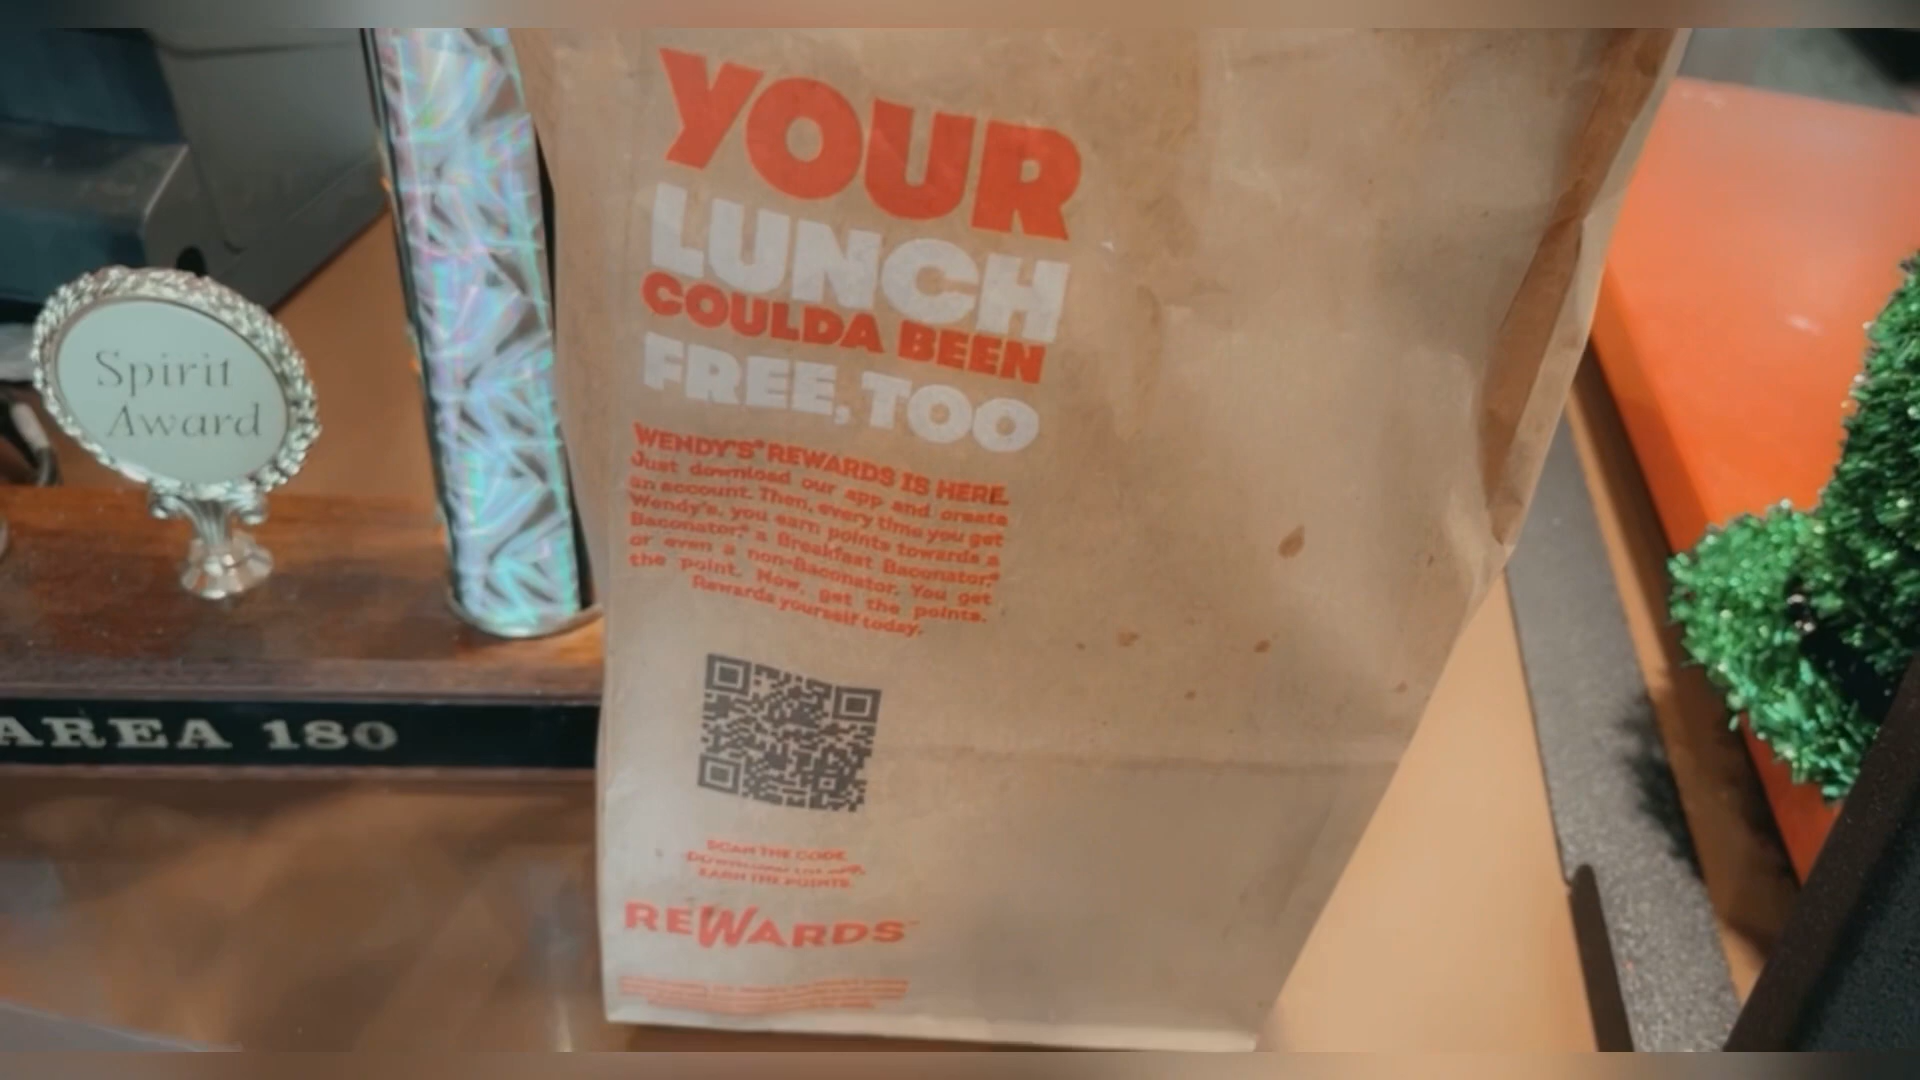 YOUR
LUNCH
COULDA BEEN
FREE, TOO
WENDY'S® REWARDS IS HERE.
Just download our app and create
an account. Then, every time you get
Wendy's, you earn points towards a
Baconator,® a Breakfast Baconator,®
or even a non-Baconator. You get
the point. Now, get the points.
Rewards yourself today.
SCAN THE CODE.
DOWNLOAD THE APP.
EARN THE POINTS.
REWARDS
Spirit
Award
AREA 180